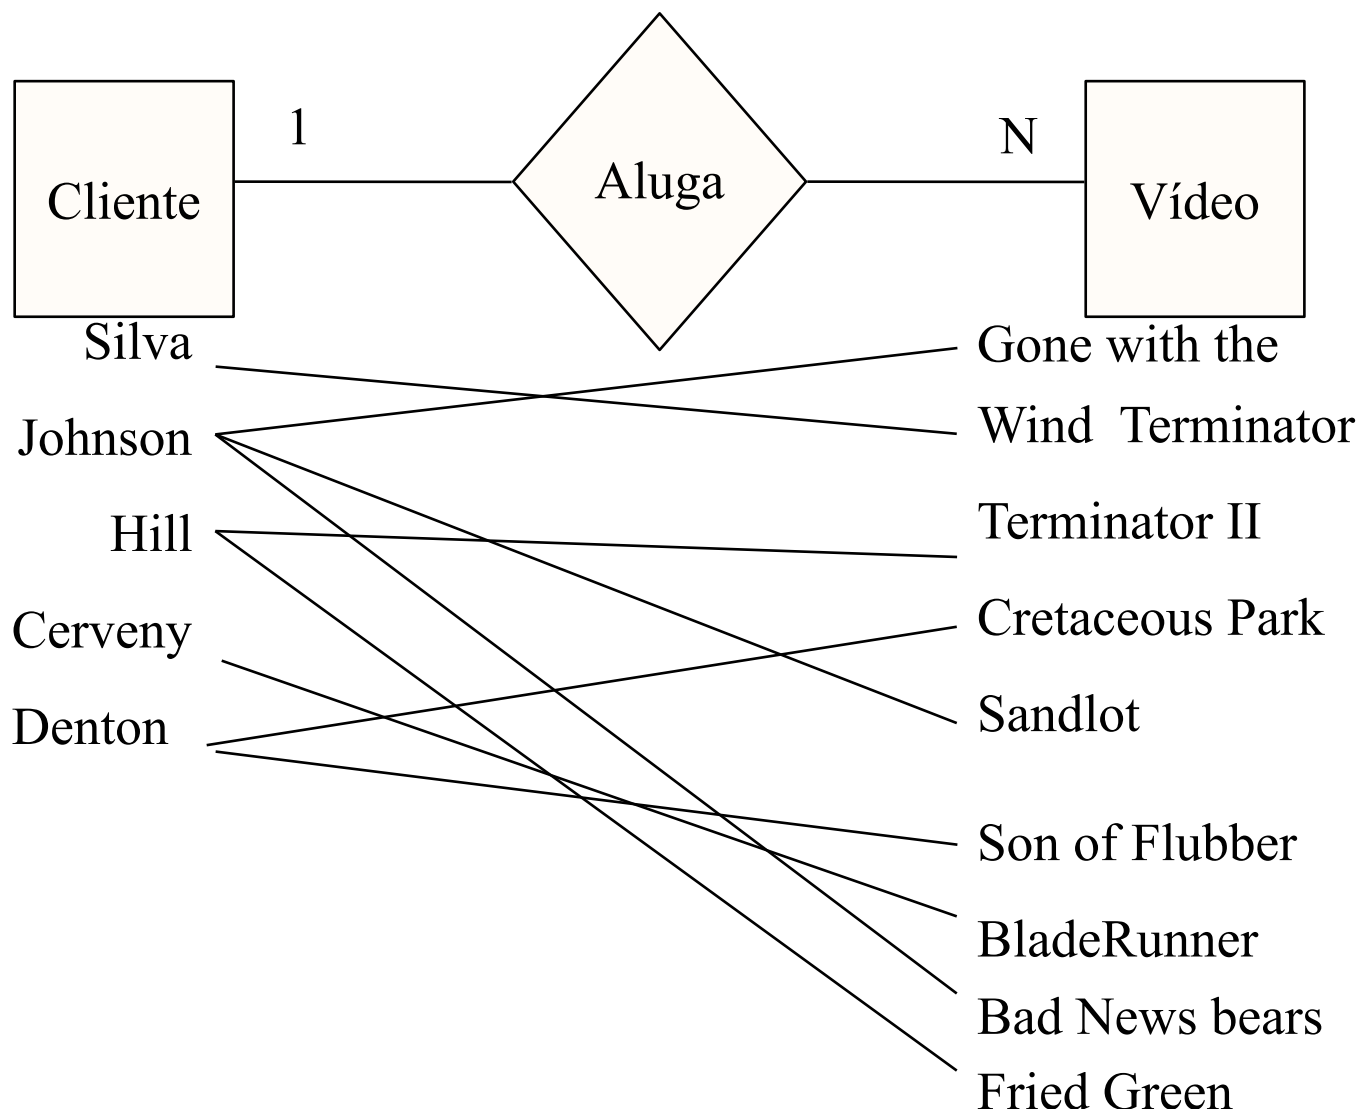 1
N
Cliente
Aluga
Vídeo
Silva
Gone with the
Johnson
Wind  Terminator
Hill
Terminator II
Cerveny
Cretaceous Park
Denton
Sandlot
Son of Flubber
BladeRunner
Bad News bears
Fried Green